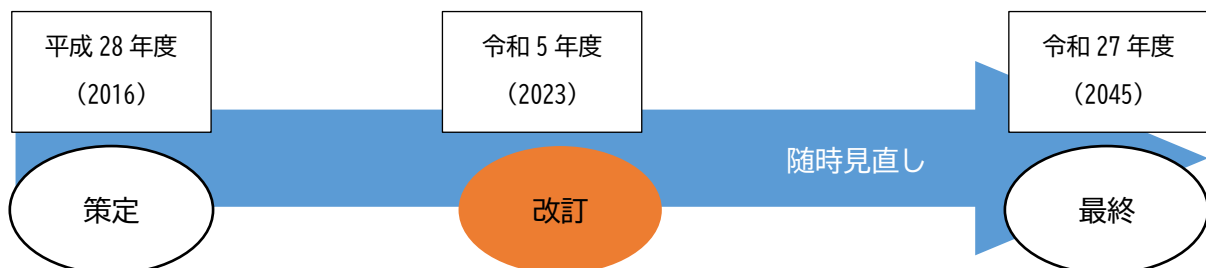 平成 28 年度
（2016）
令和 5 年度
（2023）
令和 27 年度
（2045）
随時見直し
策定
改訂
最終